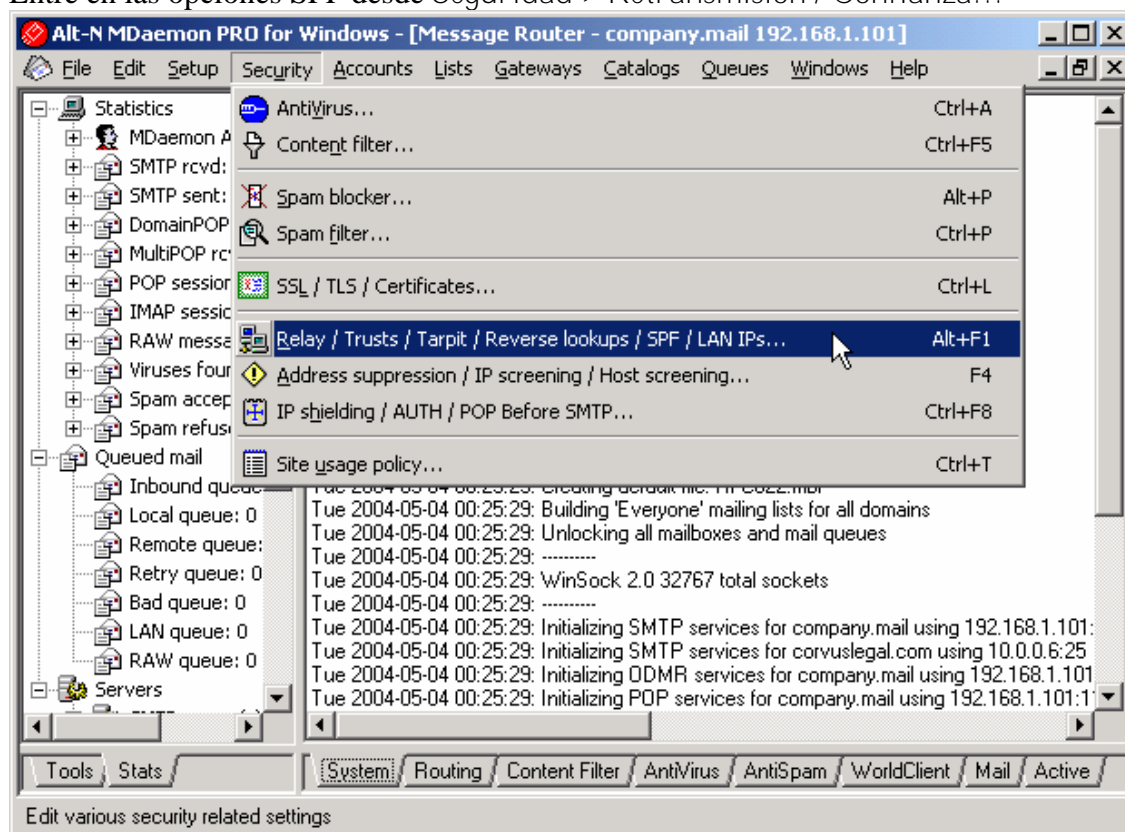 Entre en las opciones SPF desde Seguridad > Retransmisión / Confianza...
Alt-N MDaemon PRO for Windows - [Message Router - company.mail 192.168.1.101]
File Edit Setup Security Accounts Lists Gateways Catalogs Queues Windows Help
Statistics
MDaemon A
SMTP rcvd:
SMTP sent:
DomainPOP
MultiPOP rc
POP session
IMAP sessio
RAW messa
Viruses foun
Spam accep
Spam refus
Queued mail
Inbound queue
Local queue: 0
Remote queue:
Retry queue: 0
Bad queue: 0
LAN queue: 0
RAW queue: 0
Servers
AntiVirus... Ctrl+A
Content filter... Ctrl+F5
Spam blocker... Alt+P
Spam filter... Ctrl+P
SSL / TLS / Certificates... Ctrl+L
Relay / Trusts / Tarpit / Reverse lookups / SPF / LAN IPs... Alt+F1
Address suppression / IP screening / Host screening... F4
IP shielding / AUTH / POP Before SMTP... Ctrl+F8
Site usage policy... Ctrl+T
Tue 2004-05-04 00:25:29: Building 'Everyone' mailing lists for all domains
Tue 2004-05-04 00:25:29: Unlocking all mailboxes and mail queues
Tue 2004-05-04 00:25:29: ----------
Tue 2004-05-04 00:25:29: WinSock 2.0 32767 total sockets
Tue 2004-05-04 00:25:29: ----------
Tue 2004-05-04 00:25:29: Initializing SMTP services for company.mail using 192.168.1.101:
Tue 2004-05-04 00:25:29: Initializing SMTP services for corvuslegal.com using 10.0.0.6:25
Tue 2004-05-04 00:25:29: Initializing ODMR services for company.mail using 192.168.1.101
Tue 2004-05-04 00:25:29: Initializing POP services for company.mail using 192.168.1.101:1
Tools Stats
System Routing Content Filter AntiVirus AntiSpam WorldClient Mail Active
Edit various security related settings